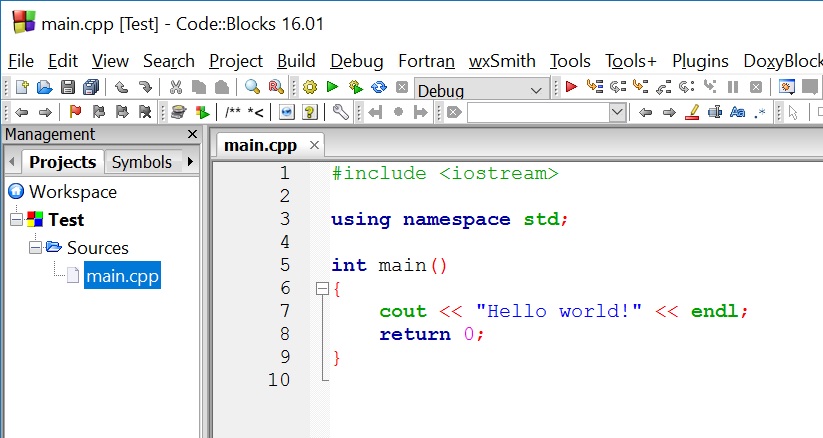 main.cpp [Test] - Code::Blocks 16.01
File Edit View Search Project Build Debug Fortran wxSmith Tools Tools+ Plugins DoxyBlock
Debug
/** *<
Aa .*
Management ×
Projects Symbols
main.cpp ×
Workspace
Test
Sources
main.cpp
1 #include <iostream>
2
3 using namespace std;
4
5 int main()
6 {
7 cout << "Hello world!" << endl;
8 return 0;
9 }
10